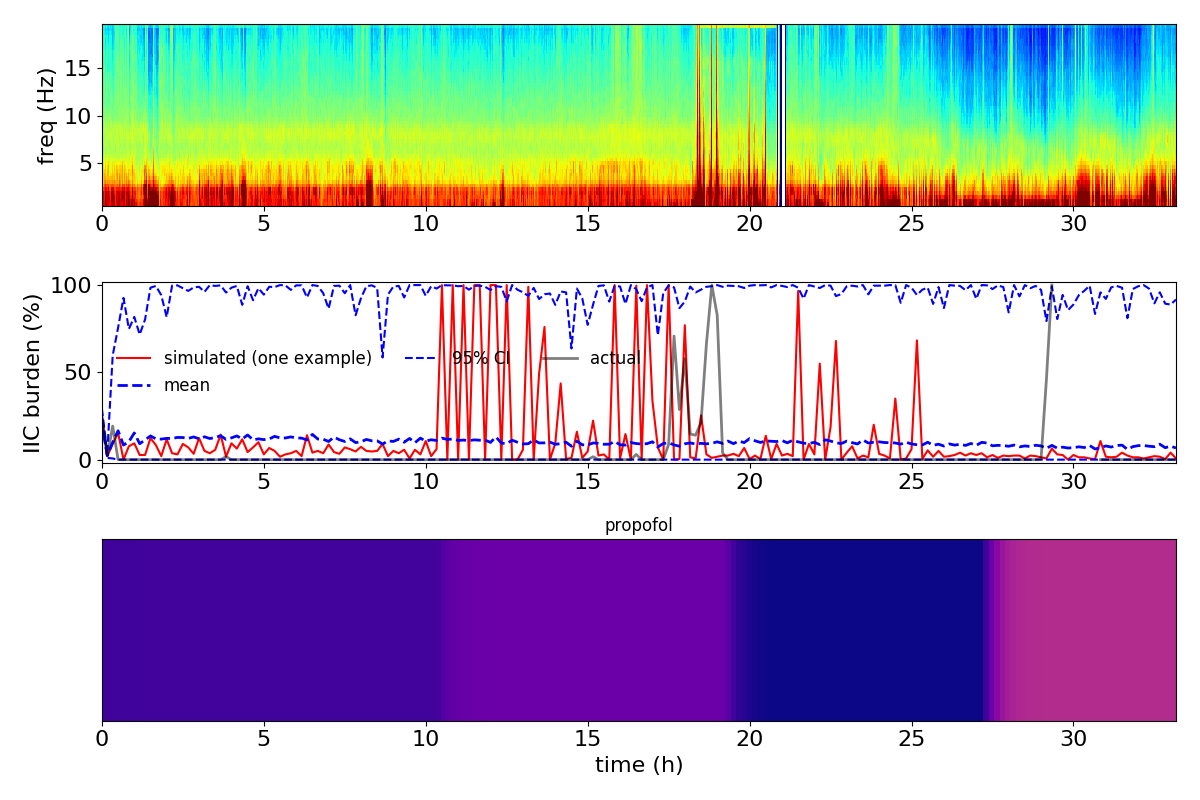 freq (Hz)
15
10
5
0 5 10 15 20 25 30
IIC burden (%)
100
50
0
simulated (one example) 95% CI actual
mean
0 5 10 15 20 25 30
propofol
0 5 10 15 20 25 30
time (h)